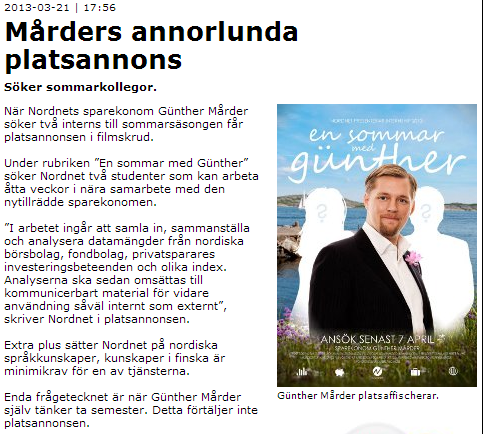 2013-03-21 | 17:56
Mårders annorlunda
platsannons
Söker sommarkollegor.
När Nordnets sparekonom Günther Mårder
söker två interns till sommarsäsongen får
platsannonsen i filmskrud.
Under rubriken ”En sommar med Günther”
söker Nordnet två studenter som kan arbeta
åtta veckor i nära samarbete med den
nytillrädde sparekonomen.
”I arbetet ingår att samla in, sammanställa
och analysera datamängder från nordiska
börsbolag, fondbolag, privatsparares
investeringsbeteenden och olika index.
Analyserna ska sedan omsättas till
kommunicerbart material för vidare
användning såväl internt som externt”,
skriver Nordnet i platsannonsen.
Extra plus sätter Nordnet på nordiska
språkkunskaper, kunskaper i finska är
minimikrav för en av tjänsterna.
Enda frågetecknet är när Günther Mårder
själv tänker ta semester. Detta förtäljer inte
platsannonsen.
en sommar
med
günther
?
?
ANSÖK SENAST 7 APRIL
SPAREKONOM GÜNTHER MÅRDER
Günther Mårder platsaffischerar.